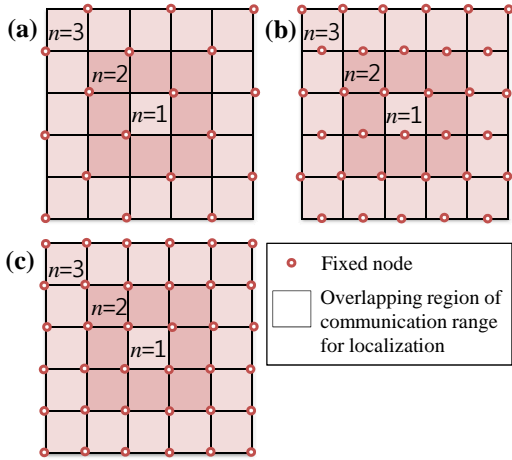 (a)
n=3
n=2
n=1
(b)
n=3
n=2
n=1
(c)
n=3
n=2
n=1
Fixed node
Overlapping region of
communication range
for localization